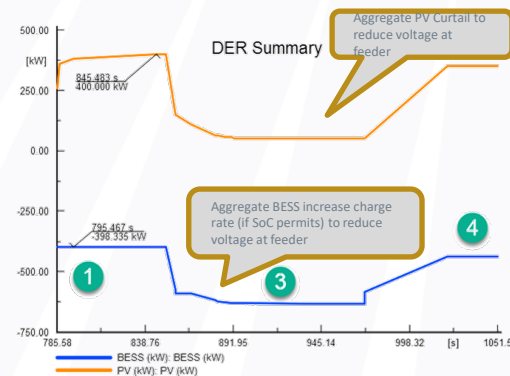 500.00
[kW]
250.00
0.00
-250.00
-500.00
-750.00
DER Summary
Aggregate PV Curtail to
reduce voltage at
feeder
845.483 s
400.000 kW
Aggregate BESS increase charge
rate (if SoC permits) to reduce
voltage at feeder
795.467 s
-398.335 kW
1
3
4
785.58 838.76 891.95 945.14 998.32 [s] 1051.5
BESS (kW): BESS (kW)
PV (kW): PV (kW)